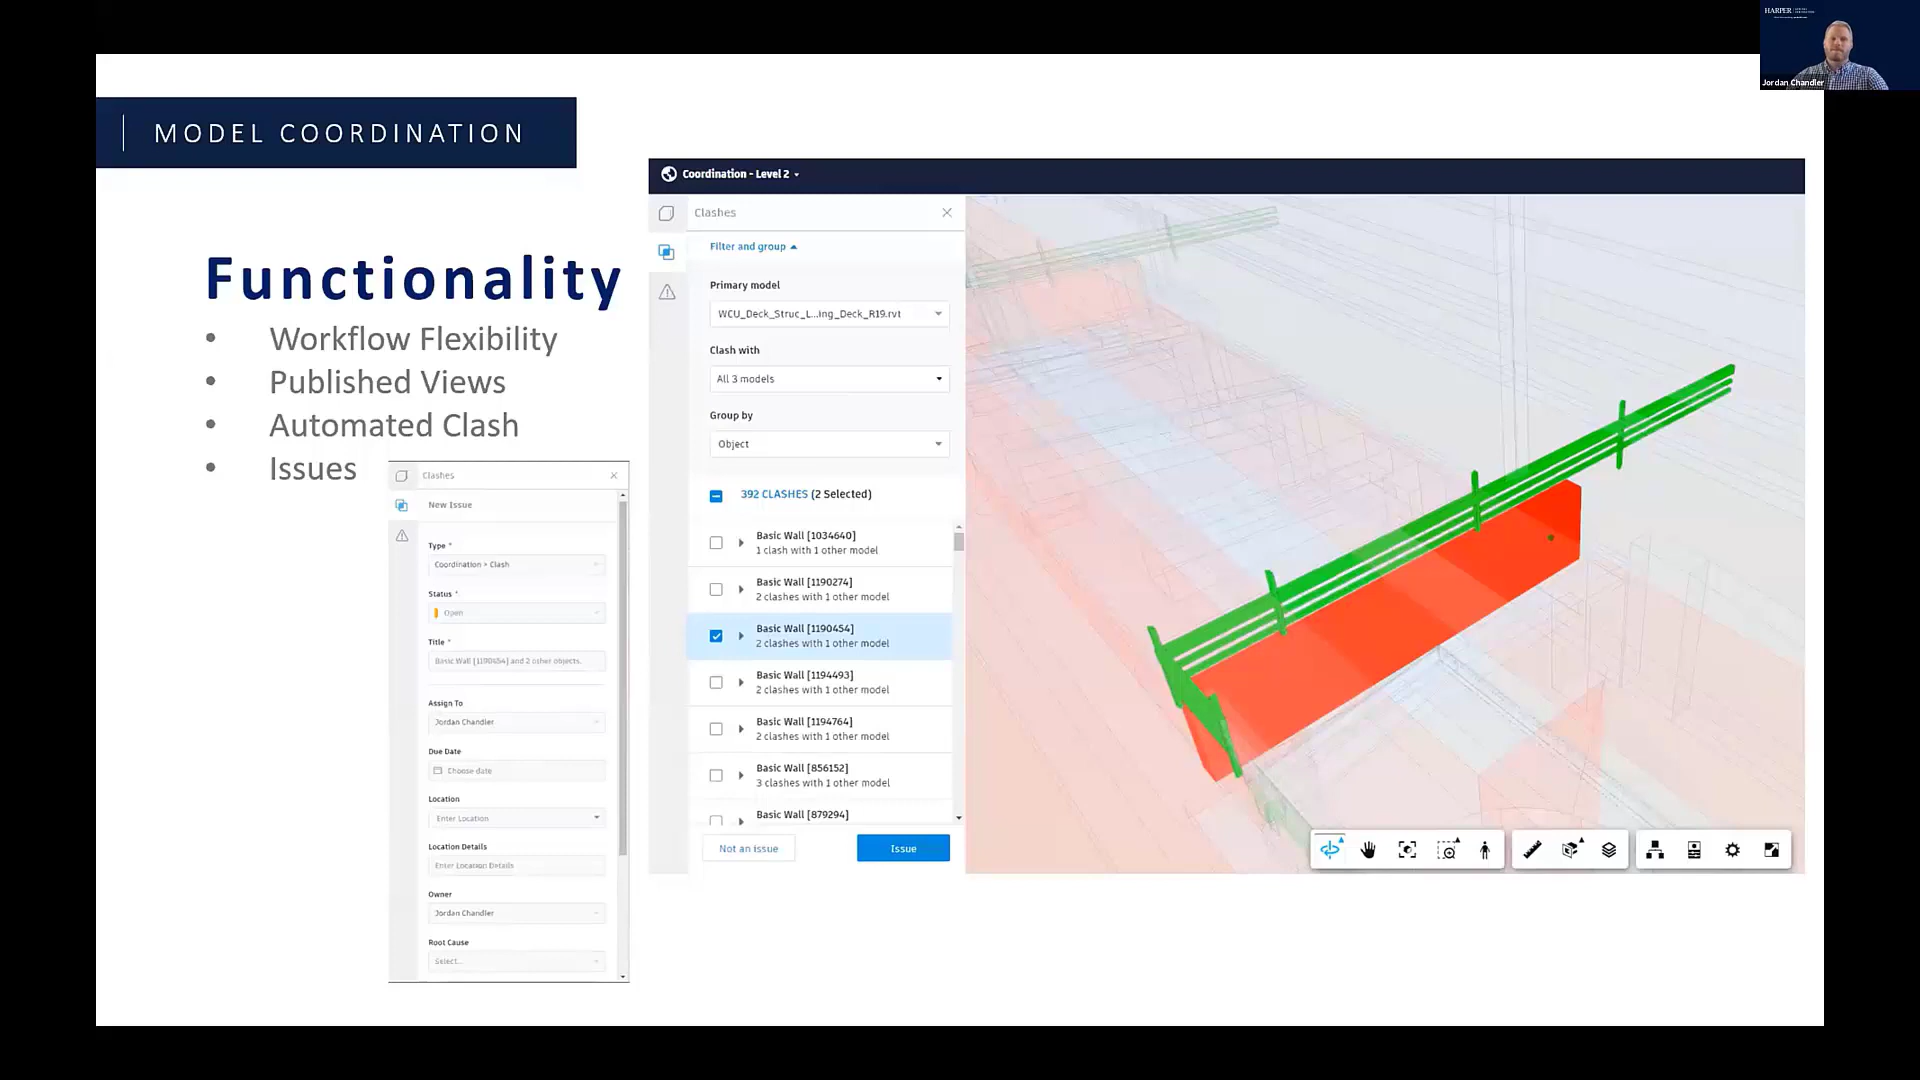 HARPER
Jordan Chandler
MODEL COORDINATION
Functionality
• Workflow Flexibility
• Published Views
• Automated Clash
• Issues
Clashes
New Issue
Type *
Coordination > Clash
Status *
Open
Title *
Basic Wall [1190454] and 2 other objects.
Assign To
Jordan Chandler
Due Date
Choose date
Location
Enter Location
Location Details
Enter Location Details
Owner
Jordan Chandler
Root Cause
Select...
Coordination - Level 2
Clashes
Filter and group
Primary model
WCU_Deck_Struc_L...ing_Deck_R19.rvt
Clash with
All 3 models
Group by
Object
392 CLASHES (2 Selected)
Basic Wall [1034640]
1 clash with 1 other model
Basic Wall [1190274]
2 clashes with 1 other model
Basic Wall [1190454]
2 clashes with 1 other model
Basic Wall [1194493]
2 clashes with 1 other model
Basic Wall [1194764]
2 clashes with 1 other model
Basic Wall [856152]
3 clashes with 1 other model
Basic Wall [879294]
Not an issue
Issue